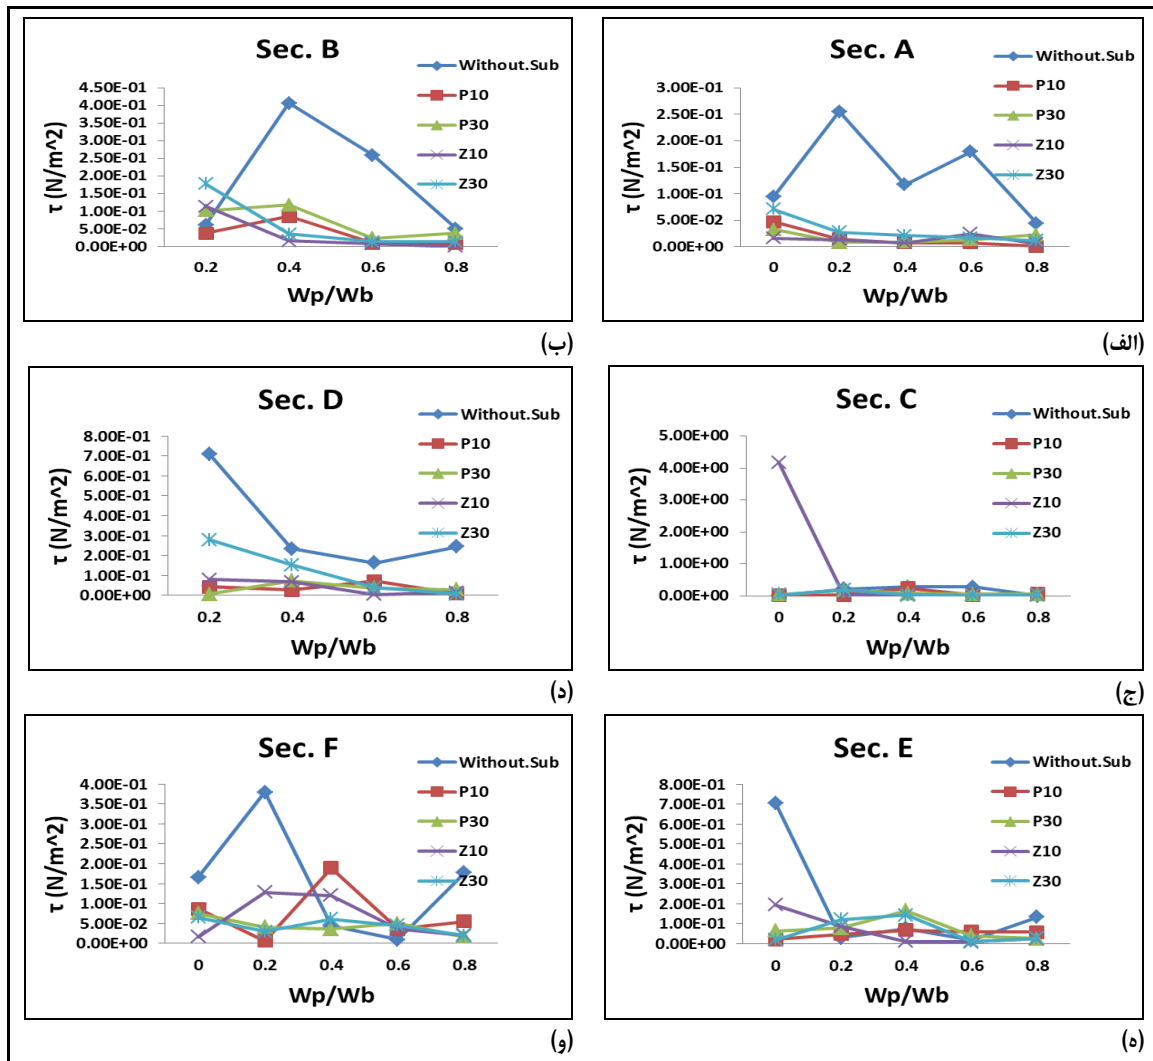 Sec. A
Without.Sub
P10
P30
Z10
Z30
τ (N/m^2)
3.00E-01
2.50E-01
2.00E-01
1.50E-01
1.00E-01
5.00E-02
0.00E+00
0 0.2 0.4 0.6 0.8
Wp/Wb
(الف)
Sec. B
Without.Sub
P10
P30
Z10
Z30
τ (N/m^2)
4.50E-01
4.00E-01
3.50E-01
3.00E-01
2.50E-01
2.00E-01
1.50E-01
1.00E-01
5.00E-02
0.00E+00
0.2 0.4 0.6 0.8
Wp/Wb
(ب)
Sec. C
Without.Sub
P10
P30
Z10
Z30
τ (N/m^2)
5.00E+00
4.00E+00
3.00E+00
2.00E+00
1.00E+00
0.00E+00
0 0.2 0.4 0.6 0.8
Wp/Wb
(ج)
Sec. D
Without.Sub
P10
P30
Z10
Z30
τ (N/m^2)
8.00E-01
7.00E-01
6.00E-01
5.00E-01
4.00E-01
3.00E-01
2.00E-01
1.00E-01
0.00E+00
0.2 0.4 0.6 0.8
Wp/Wb
(د)
Sec. E
Without.Sub
P10
P30
Z10
Z30
τ (N/m^2)
8.00E-01
7.00E-01
6.00E-01
5.00E-01
4.00E-01
3.00E-01
2.00E-01
1.00E-01
0.00E+00
0 0.2 0.4 0.6 0.8
Wp/Wb
(ه)
Sec. F
Without.Sub
P10
P30
Z10
Z30
τ (N/m^2)
4.00E-01
3.50E-01
3.00E-01
2.50E-01
2.00E-01
1.50E-01
1.00E-01
5.00E-02
0.00E+00
0 0.2 0.4 0.6 0.8
Wp/Wb
(و)